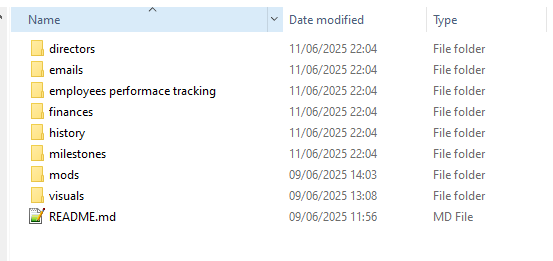 Name Date modified Type
directors 11/06/2025 22:04 File folder
emails 11/06/2025 22:04 File folder
employees performace tracking 11/06/2025 22:04 File folder
finances 11/06/2025 22:04 File folder
history 11/06/2025 22:04 File folder
milestones 11/06/2025 22:04 File folder
mods 09/06/2025 14:03 File folder
visuals 09/06/2025 13:08 File folder
README.md 09/06/2025 11:56 MD File